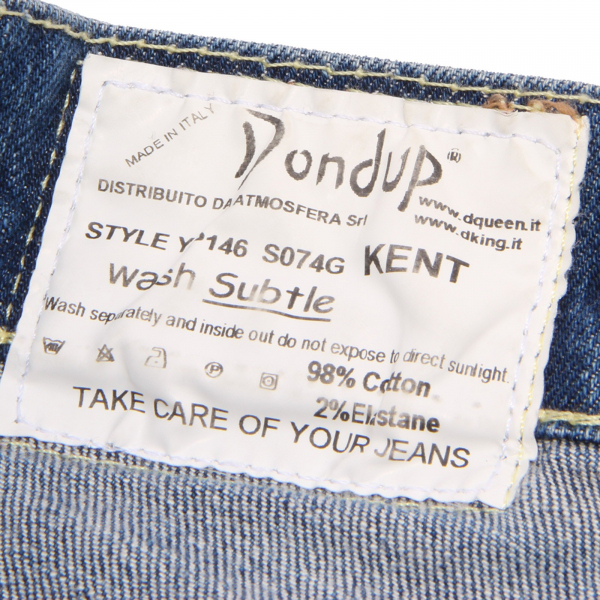 MADE IN ITALY
Dondup®
DISTRIBUITO DA ATMOSFERA Srl
www.dqueen.it
www.dking.it
STYLE S074G KENT
Wash Subtle
Wash separately and inside out do not expose to direct sunlight.
98% Cotton
2% Elastane
TAKE CARE OF YOUR JEANS